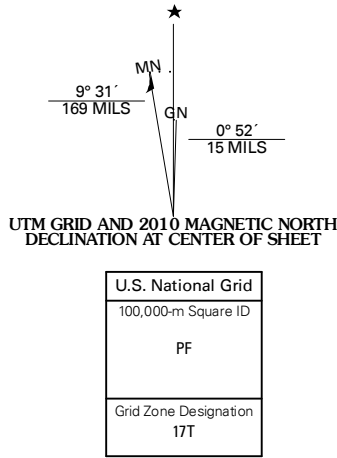 ★
MN
9° 31´
169 MILS
GN
0° 52´
15 MILS
UTM GRID AND 2010 MAGNETIC NORTH
DECLINATION AT CENTER OF SHEET
U.S. National Grid
100,000-m Square ID
PF
Grid Zone Designation
17T